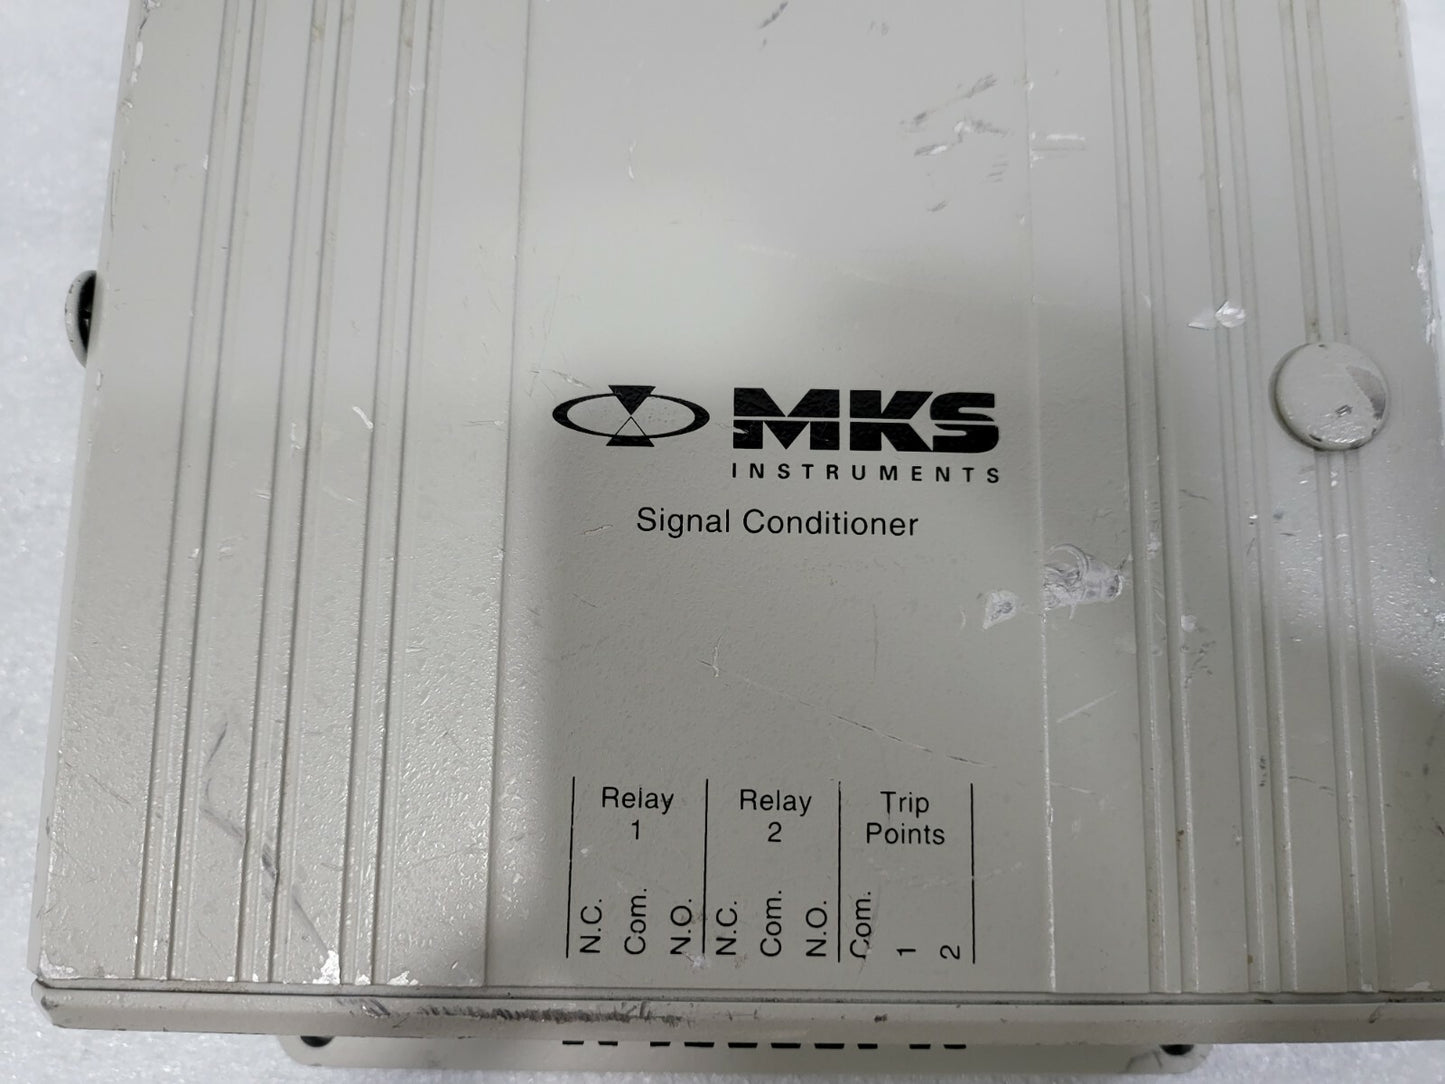 MKS
INSTRUMENTS
Signal Conditioner
Relay 1
Relay 2
Trip Points
N.C. Com. N.O. N.C. Com. N.O. Com. 1 2